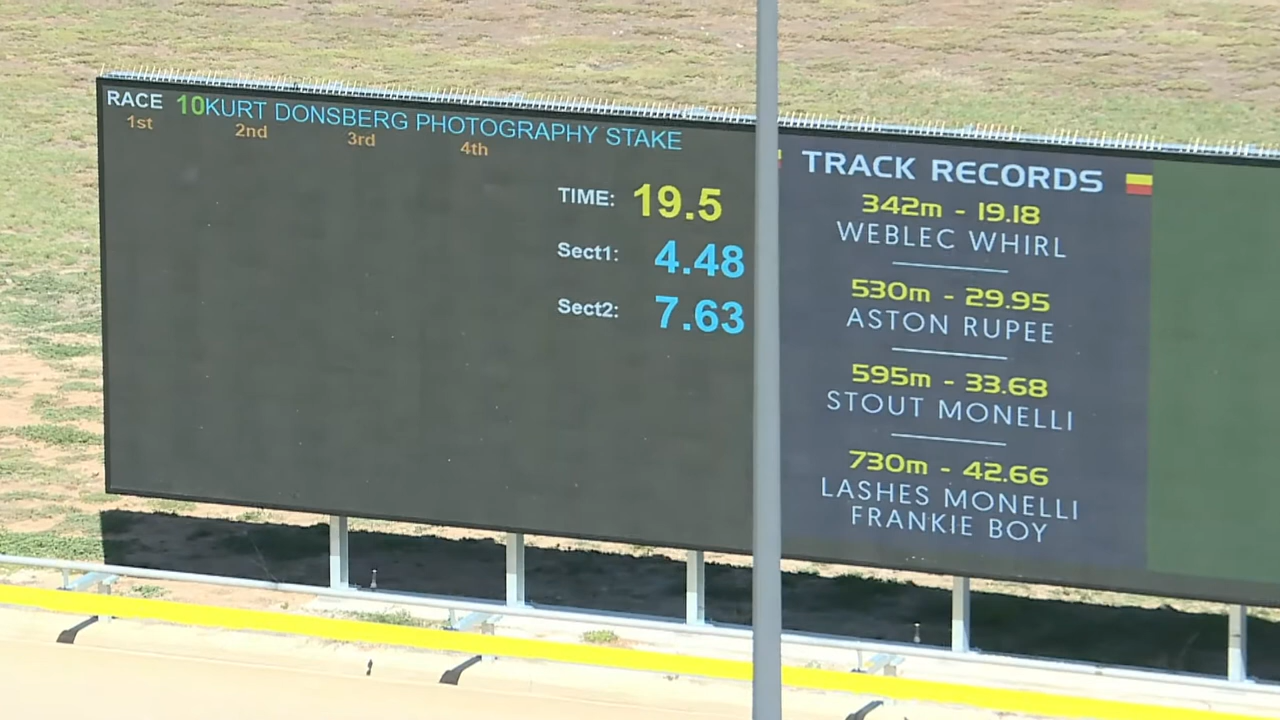 RACE 10KURT DONSBERG PHOTOGRAPHY STAKE
1st 2nd 3rd 4th
TIME: 19.5
Sect1: 4.48
Sect2: 7.63
TRACK RECORDS
342m - 19.18
WEBLEC WHIRL
530m - 29.95
ASTON RUPEE
595m - 33.68
STOUT MONELLI
730m - 42.66
LASHES MONELLI
FRANKIE BOY